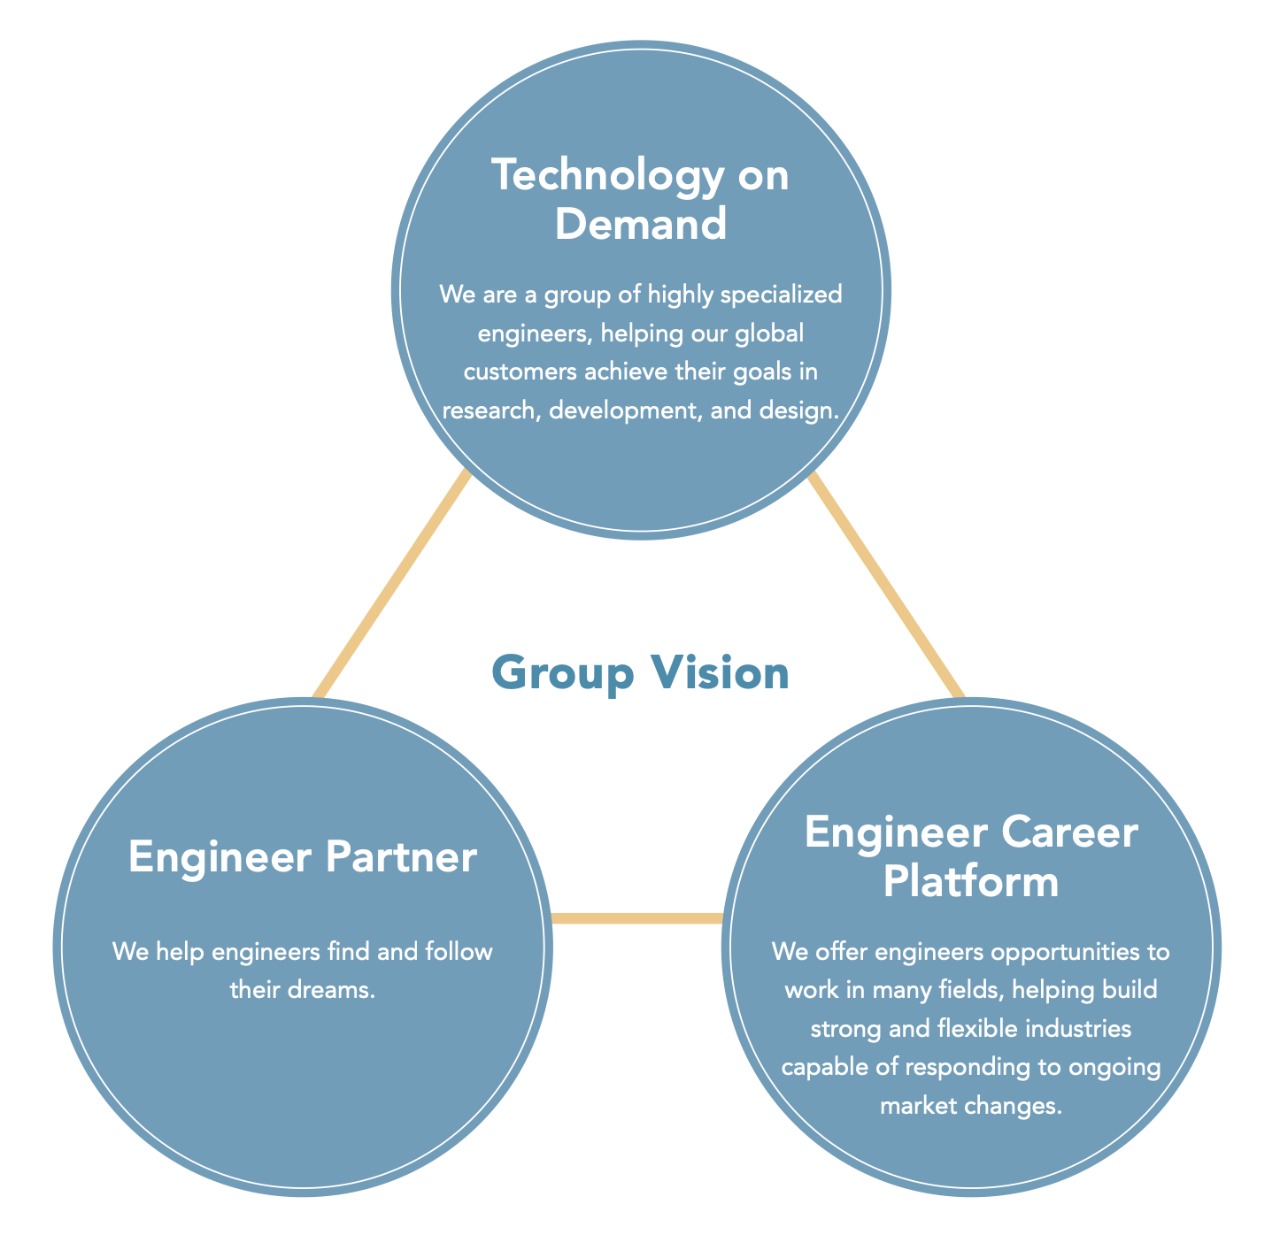 Technology on
Demand
We are a group of highly specialized
engineers, helping our global
customers achieve their goals in
research, development, and design.
Group Vision
Engineer Partner
We help engineers find and follow
their dreams.
Engineer Career
Platform
We offer engineers opportunities to
work in many fields, helping build
strong and flexible industries
capable of responding to ongoing
market changes.